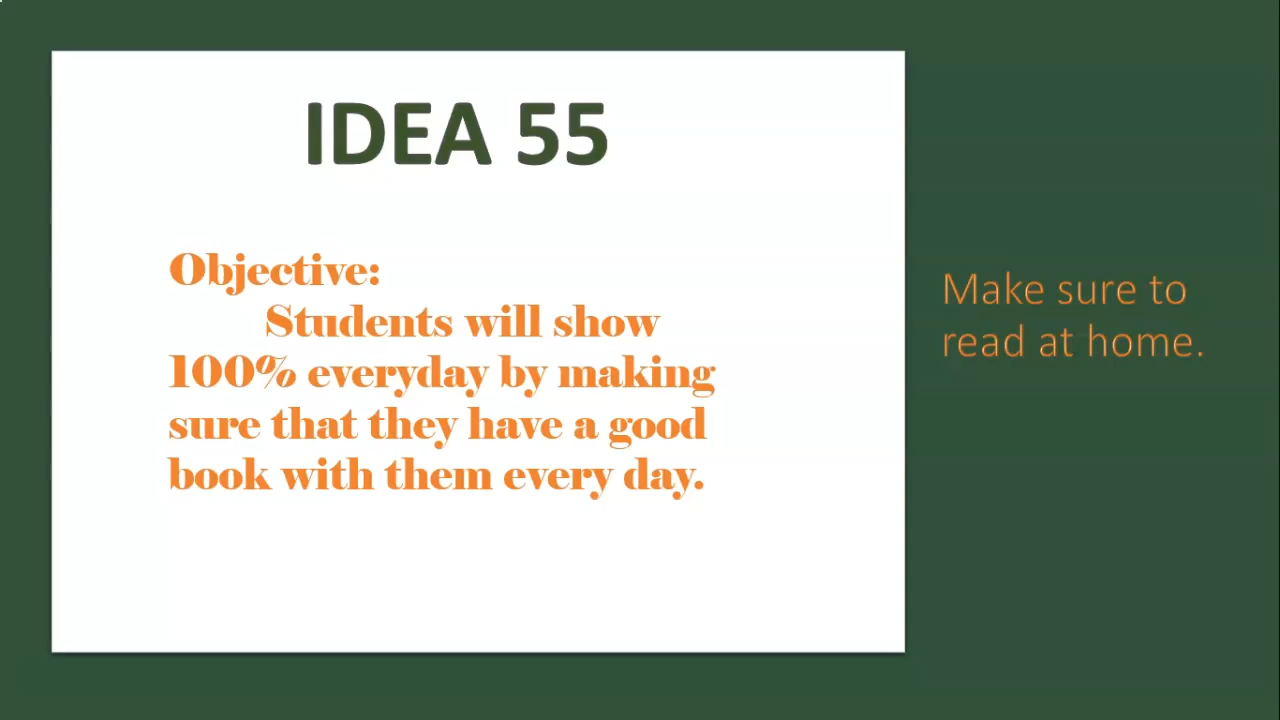 IDEA 55
Objective:
Students will show
100% everyday by making
sure that they have a good
book with them every day.
Make sure to
read at home.